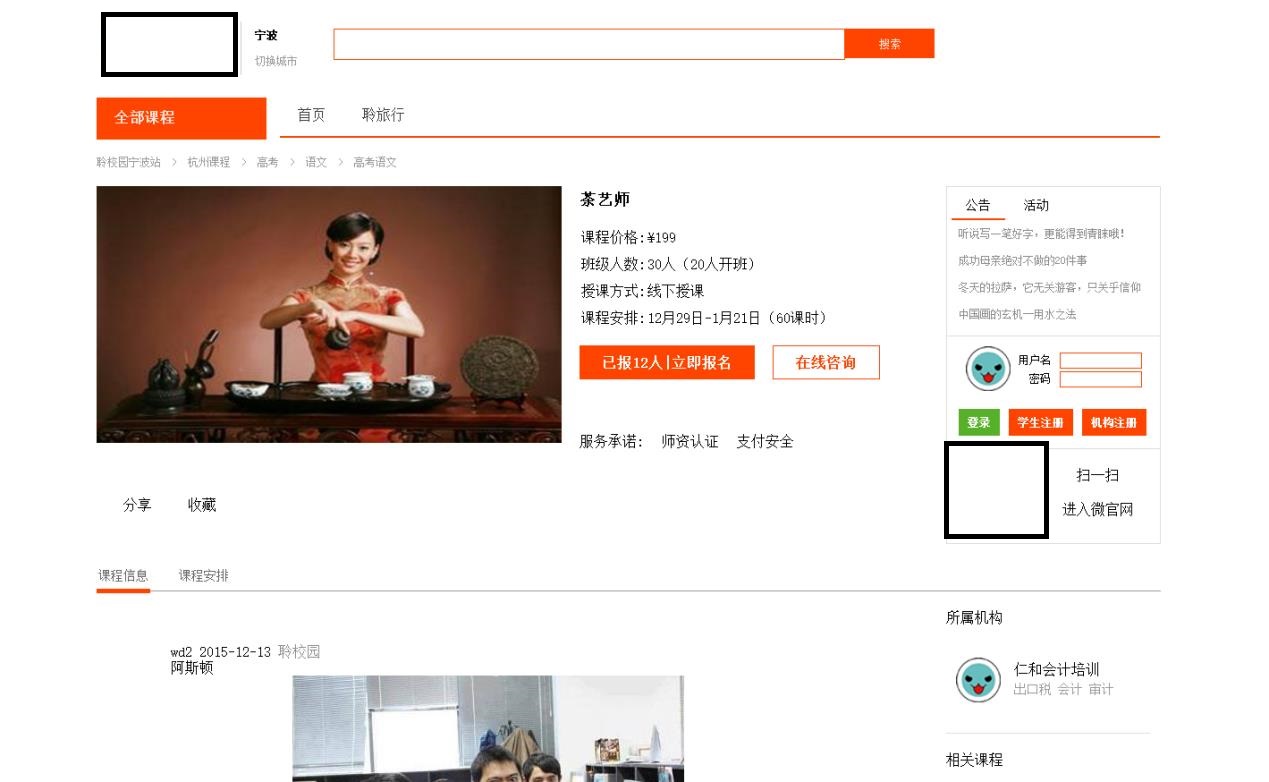 宁波
切换城市
搜索
全部课程
首页
聆旅行
聆校园宁波站 > 杭州课程 > 高考 > 语文 > 高考语文
茶艺师
课程价格:¥199
班级人数:30人（20人开班）
授课方式:线下授课
课程安排:12月29日-1月21日（60课时）
已报12人|立即报名
在线咨询
服务承诺: 师资认证 支付安全
分享
收藏
公告
活动
听说写一笔好字，更能得到青睐哦!
成功母亲绝对不做的20件事
冬天的拉萨，它无关游客，只关乎信仰
中国画的玄机—用水之法
用户名
密码
登录
学生注册
机构注册
扫一扫
进入微官网
课程信息
课程安排
wd2 2015-12-13 聆校园
阿斯顿
所属机构
仁和会计培训
出口税 会计 审计
相关课程